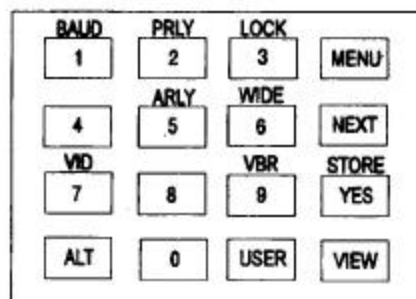 BAUD PRLY LOCK
1 2 3 MENU
ARLY WIDE
4 5 6 NEXT
VID VBR STORE
7 8 9 YES
ALT 0 USER VIEW